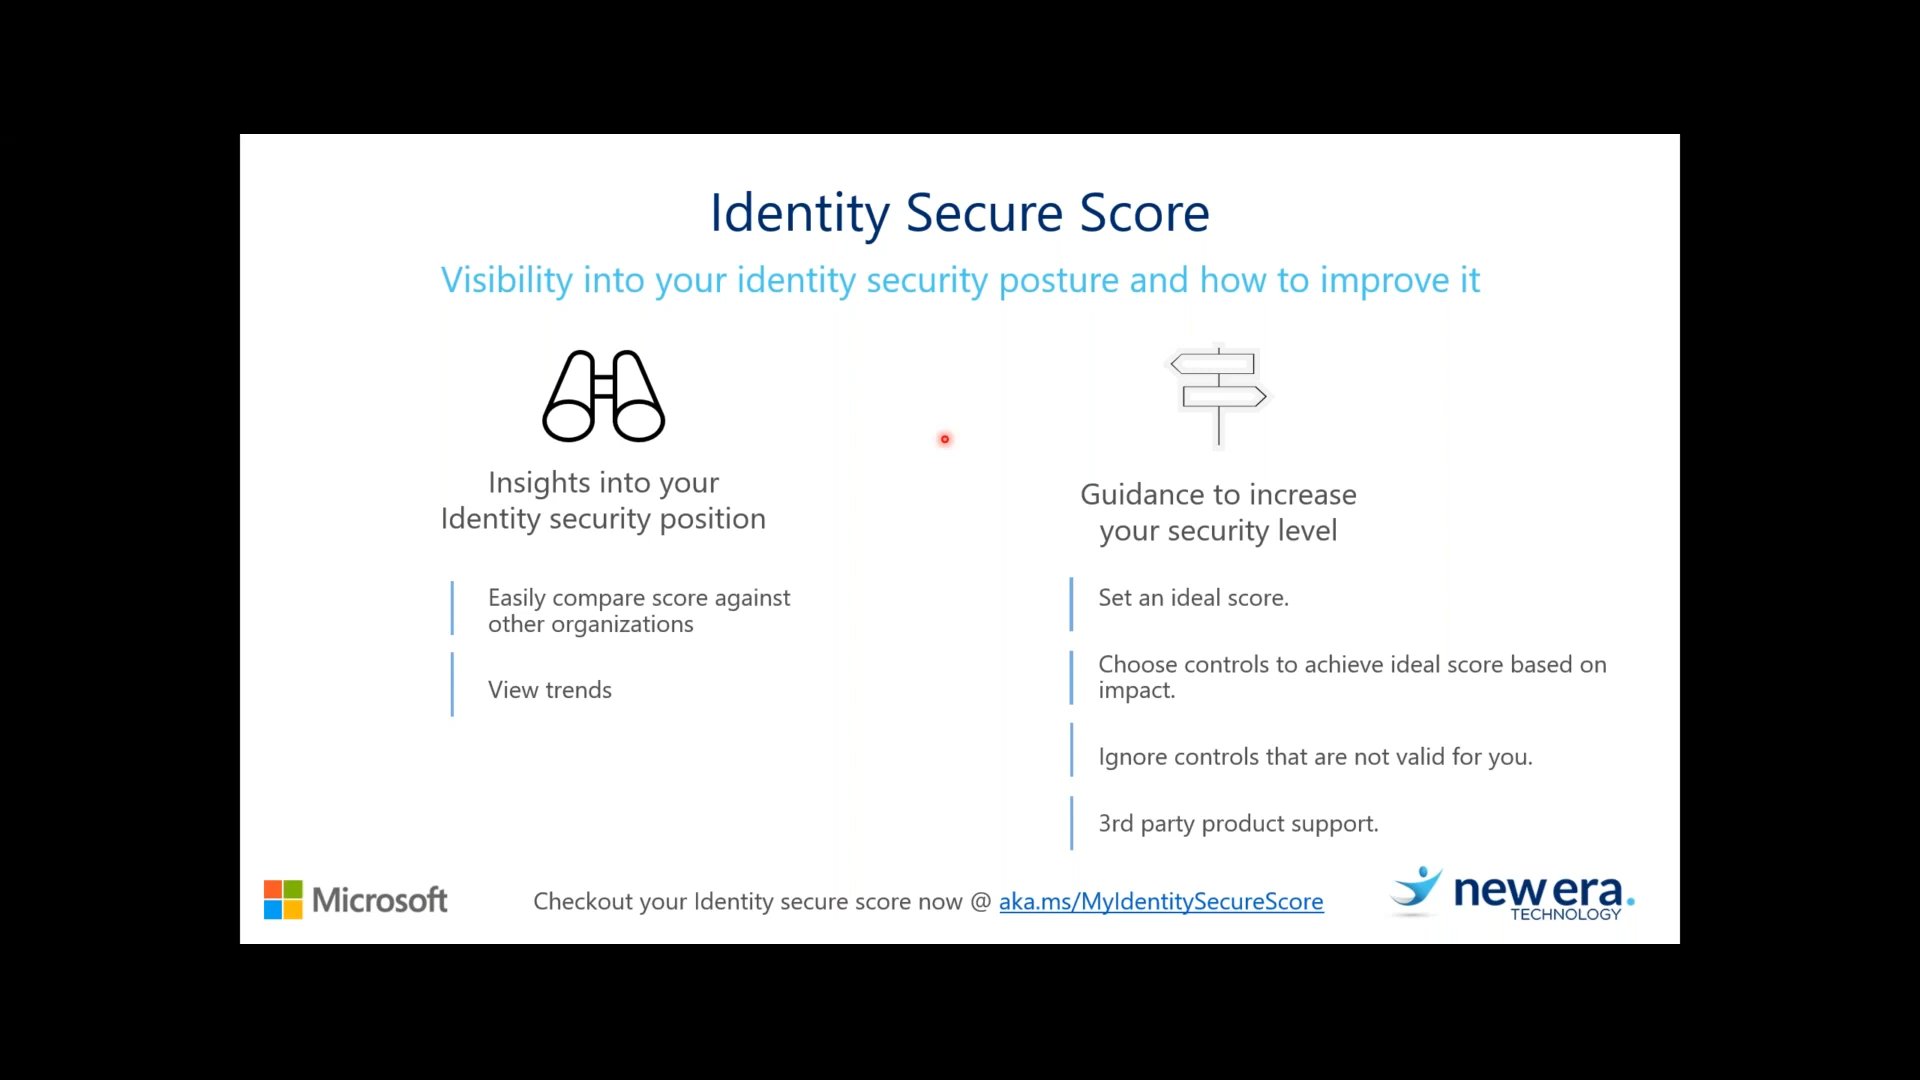 Identity Secure Score
Visibility into your identity security posture and how to improve it
Insights into your
Identity security position
Easily compare score against
other organizations
View trends
Guidance to increase
your security level
Set an ideal score.
Choose controls to achieve ideal score based on
impact.
Ignore controls that are not valid for you.
3rd party product support.
Microsoft
Checkout your Identity secure score now @ aka.ms/MyIdentitySecureScore
new era.
TECHNOLOGY